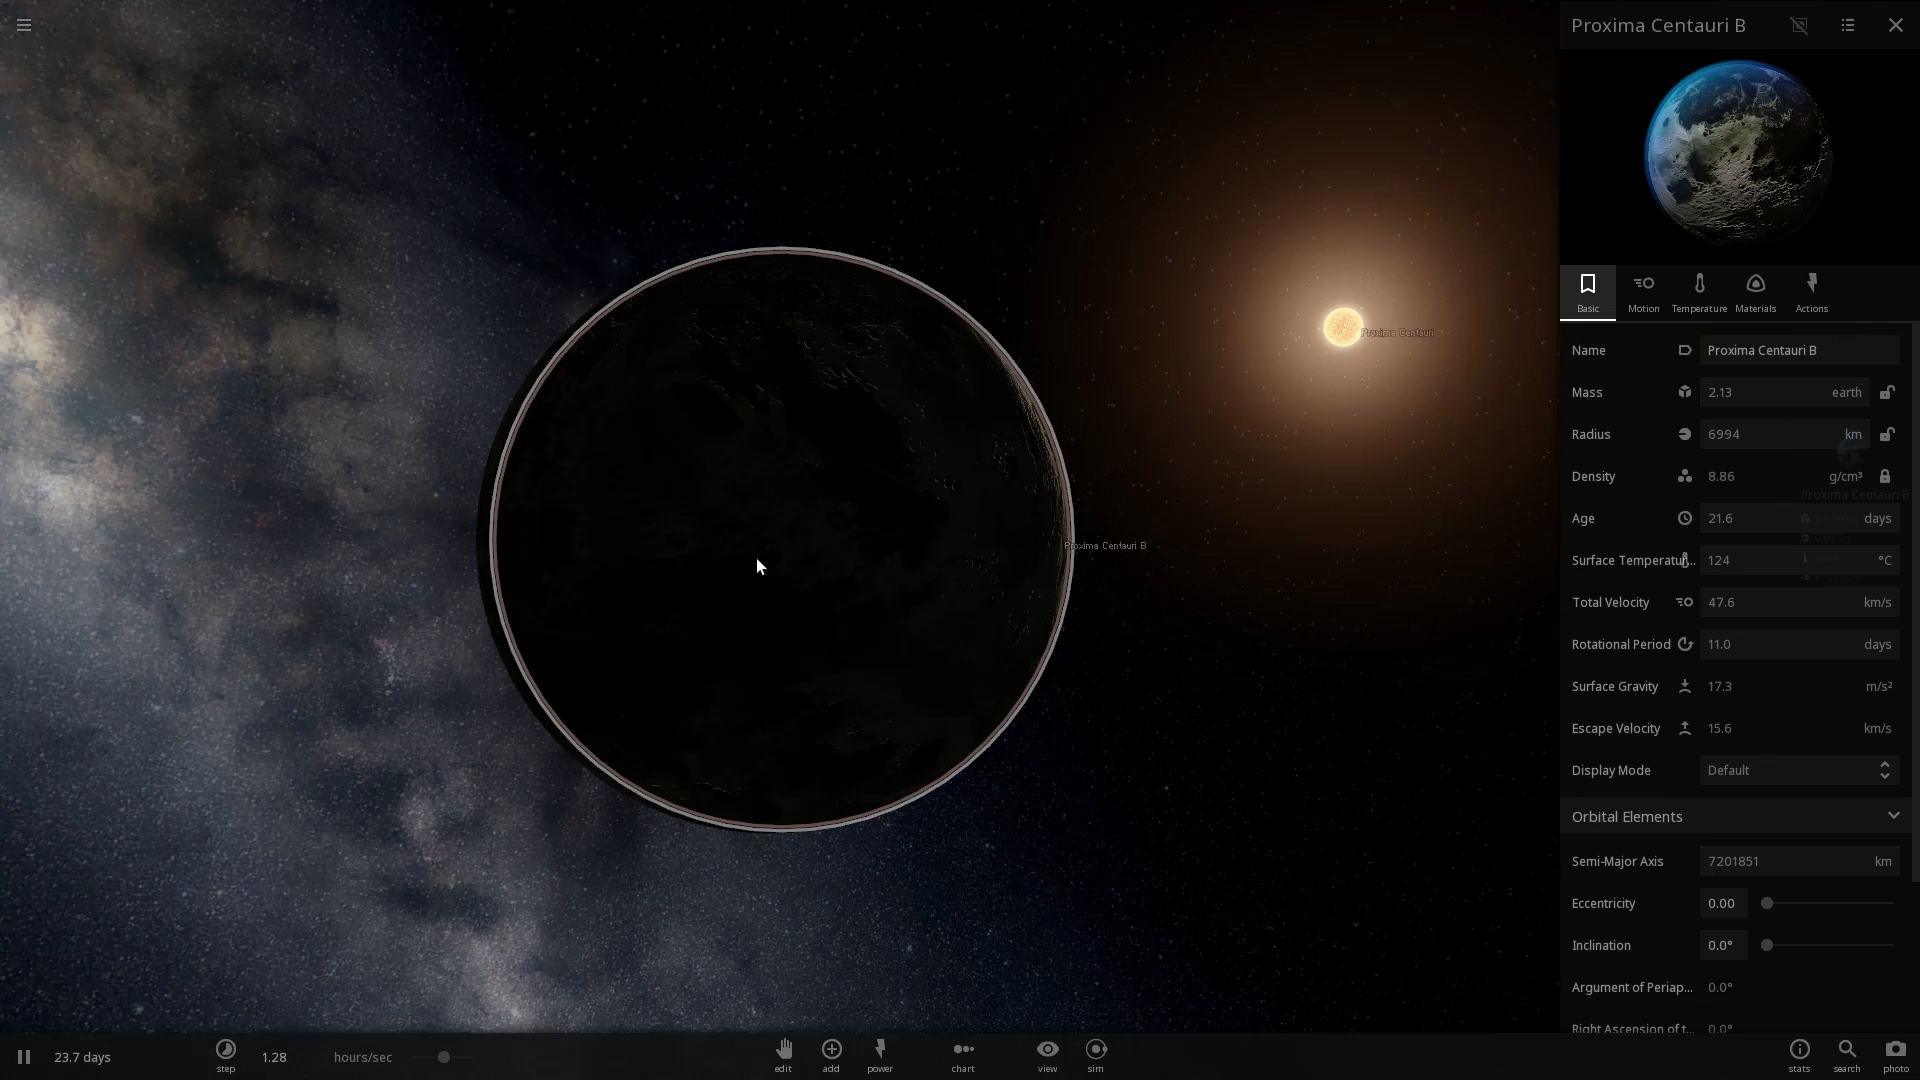 Proxima Centauri B
Basic
Motion
Temperature
Materials
Actions
Name Proxima Centauri B
Mass 2.13 earth
Radius 6994 km
Density 8.86 g/cm³
Proxima Centauri B
Age 21.6 days
Surface Temperatur... 124 °C
Total Velocity 47.6 km/s
Rotational Period 11.0 days
Surface Gravity 17.3 m/s²
Escape Velocity 15.6 km/s
Display Mode Default
Orbital Elements
Semi-Major Axis 7201851 km
Eccentricity 0.00
Inclination 0.0°
Argument of Periap... 0.0°
Right Ascension of t... 0.0°
Proxima Centauri
Proxima Centauri B
23.7 days
step
1.28 hours/sec
edit
add
power
chart
view
sim
stats
search
photo